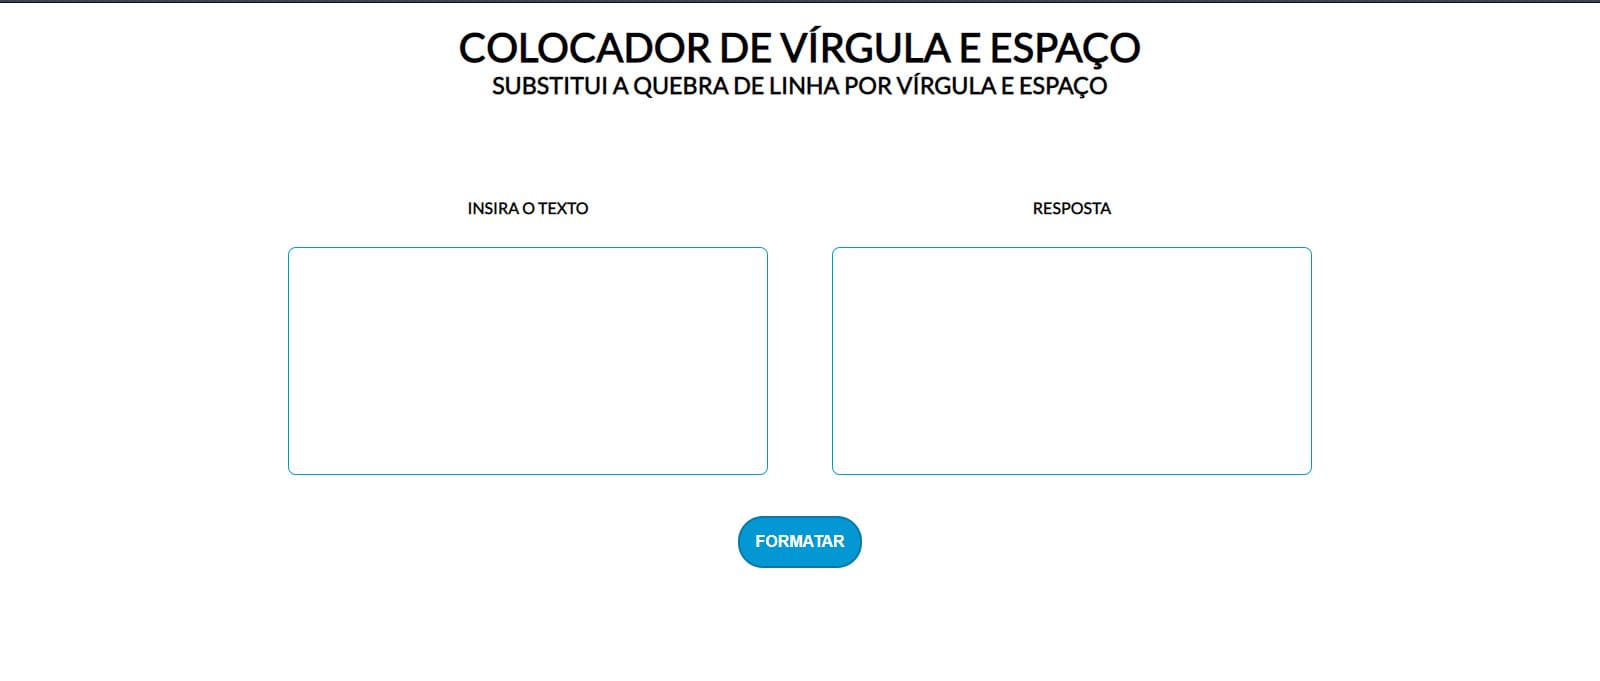 COLOCADOR DE VÍRGULA E ESPAÇO
SUBSTITUI A QUEBRA DE LINHA POR VÍRGULA E ESPAÇO
INSIRA O TEXTO
RESPOSTA
FORMATAR